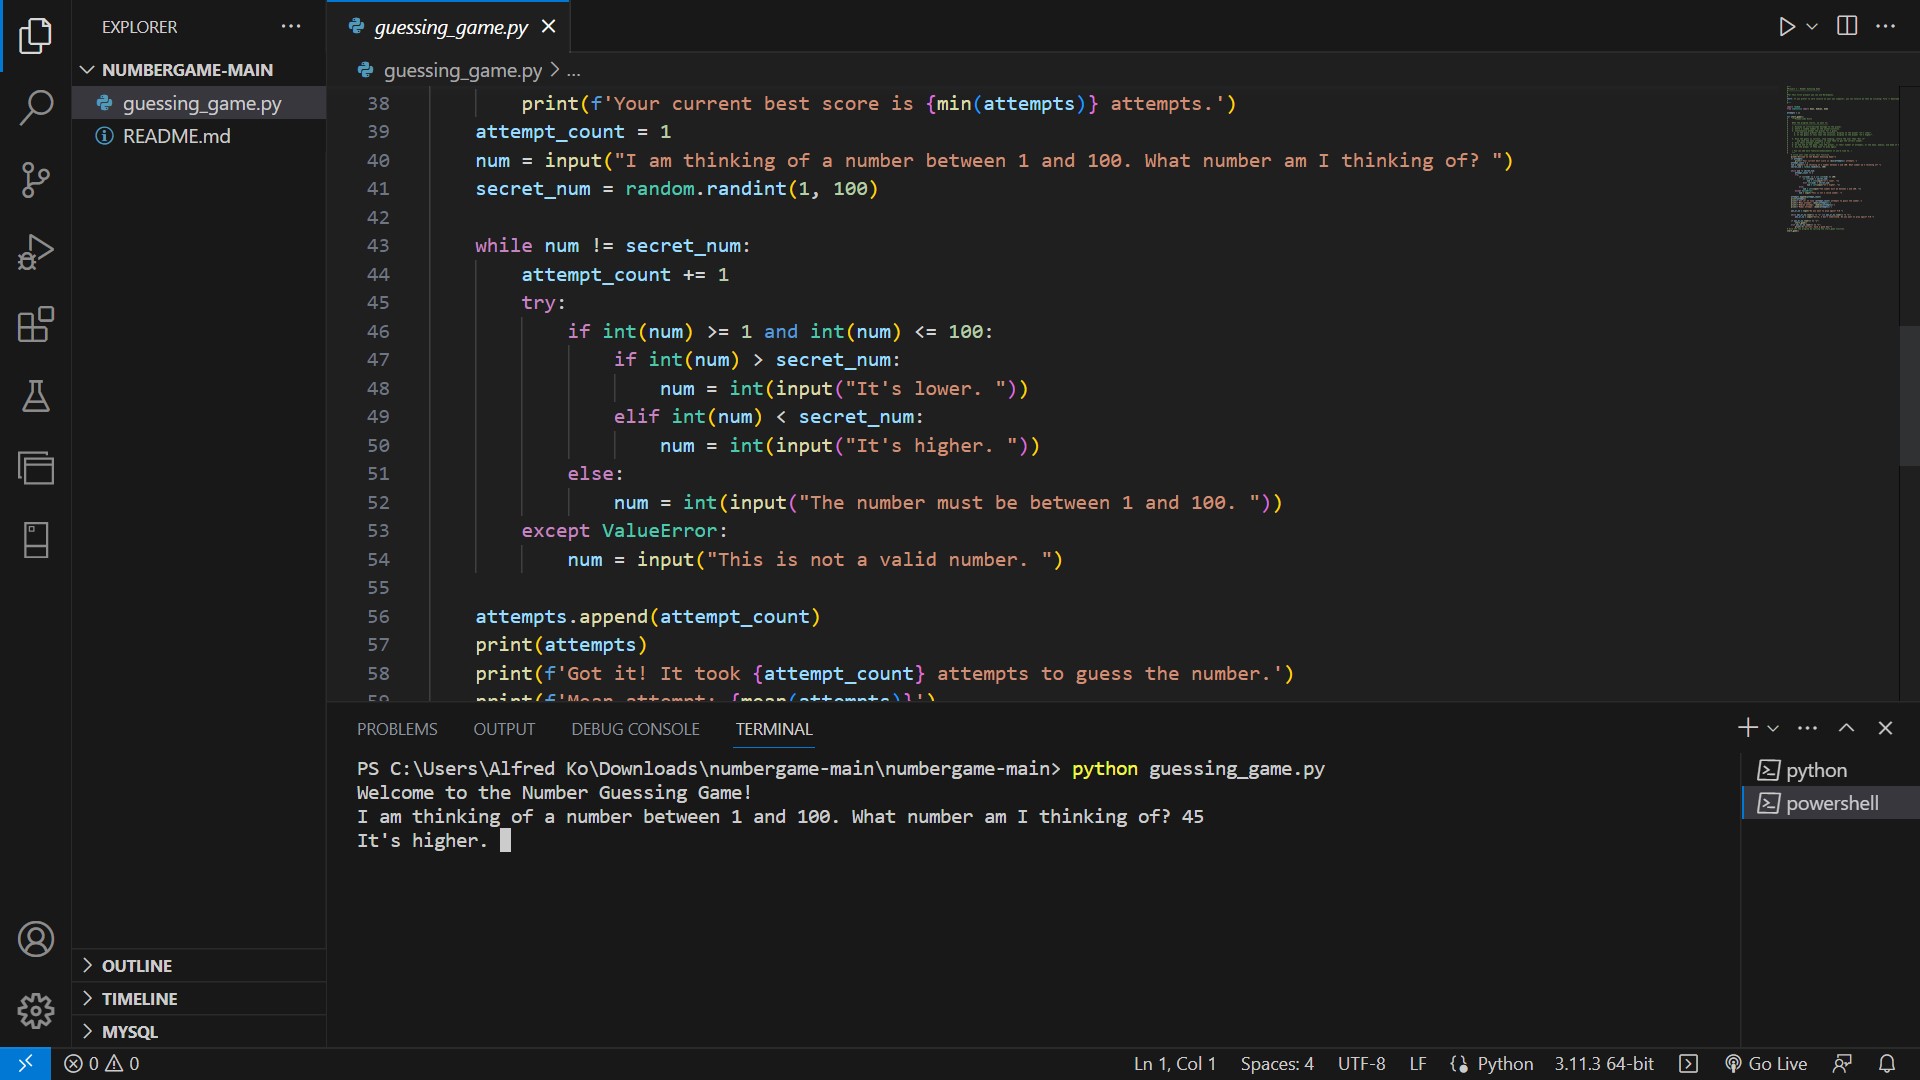 EXPLORER
NUMBERGAME-MAIN
guessing_game.py
README.md
OUTLINE
TIMELINE
MYSQL
guessing_game.py
guessing_game.py > ...
38 print(f'Your current best score is {min(attempts)} attempts.')
39 attempt_count = 1
40 num = input("I am thinking of a number between 1 and 100. What number am I thinking of? ")
41 secret_num = random.randint(1, 100)
42
43 while num != secret_num:
44 attempt_count += 1
45 try:
46 if int(num) >= 1 and int(num) <= 100:
47 if int(num) > secret_num:
48 num = int(input("It's lower. "))
49 elif int(num) < secret_num:
50 num = int(input("It's higher. "))
51 else:
52 num = int(input("The number must be between 1 and 100. "))
53 except ValueError:
54 num = input("This is not a valid number. ")
55
56 attempts.append(attempt_count)
57 print(attempts)
58 print(f'Got it! It took {attempt_count} attempts to guess the number.')
59 print(f'Mean attempt: {mean(attempts)}')
PROBLEMS OUTPUT DEBUG CONSOLE TERMINAL
PS C:\Users\Alfred Ko\Downloads\numbergame-main\numbergame-main> python guessing_game.py
Welcome to the Number Guessing Game!
I am thinking of a number between 1 and 100. What number am I thinking of? 45
It's higher.
python
powershell
0 0
Ln 1, Col 1 Spaces: 4 UTF-8 LF Python 3.11.3 64-bit Go Live